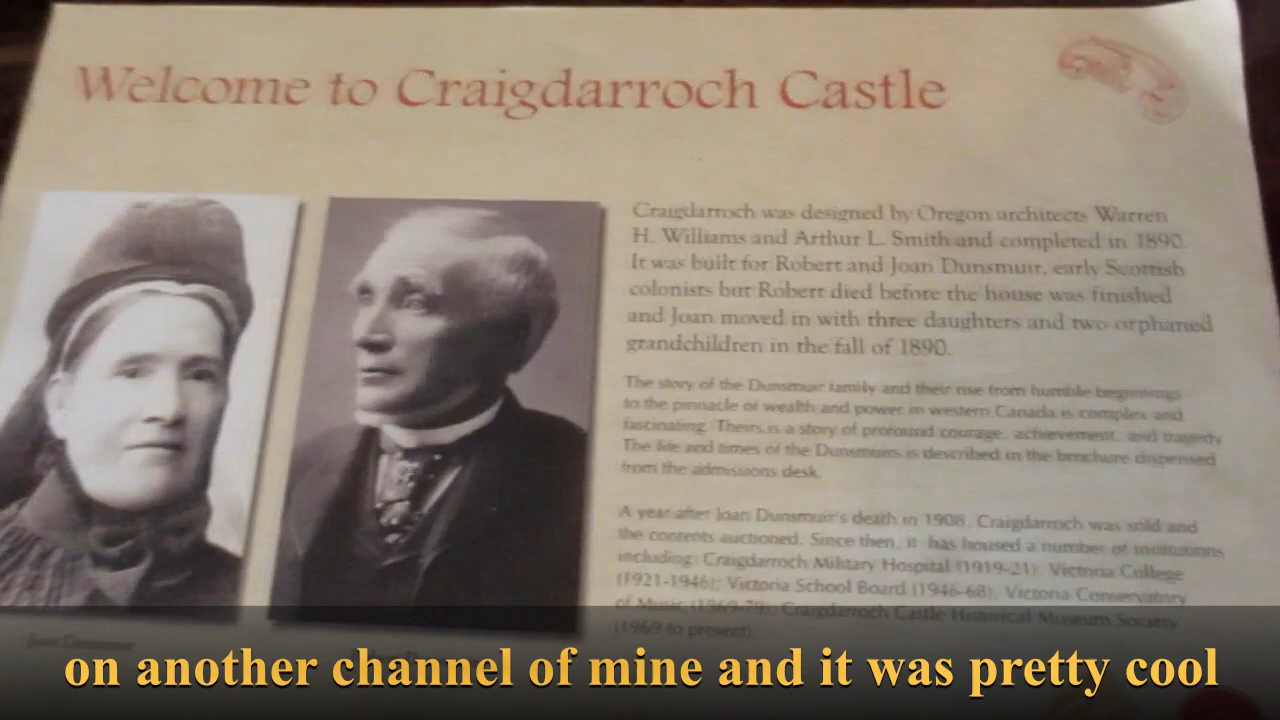 Welcome to Craigdarroch Castle
Craigdarroch was designed by Oregon architects Warren
H. Williams and Arthur L. Smith and completed in 1890.
It was built for Robert and Joan Dunsmuir, early Scottish
colonists but Robert died before the house was finished
and Joan moved in with three daughters and two orphaned
grandchildren in the fall of 1890.
The story of the Dunsmuir family and their rise from humble beginnings
to the pinnacle of wealth and power in western Canada is complex and
fascinating. Theirs is a story of profound courage, achievement, and tragedy.
The life and times of the Dunsmuirs is described in the brochure dispensed
from the admissions desk.
A year after Joan Dunsmuir's death in 1908, Craigdarroch was sold and
the contents auctioned. Since then, it has housed a number of institutions
including: Craigdarroch Military Hospital (1919-21); Victoria College
(1921-1946); Victoria School Board (1946-68); Victoria Conservatory
of Music (1969-79); Craigdarroch Castle Historical Museum Society
(1969 to present).
Joan Dunsmuir
on another channel of mine and it was pretty cool